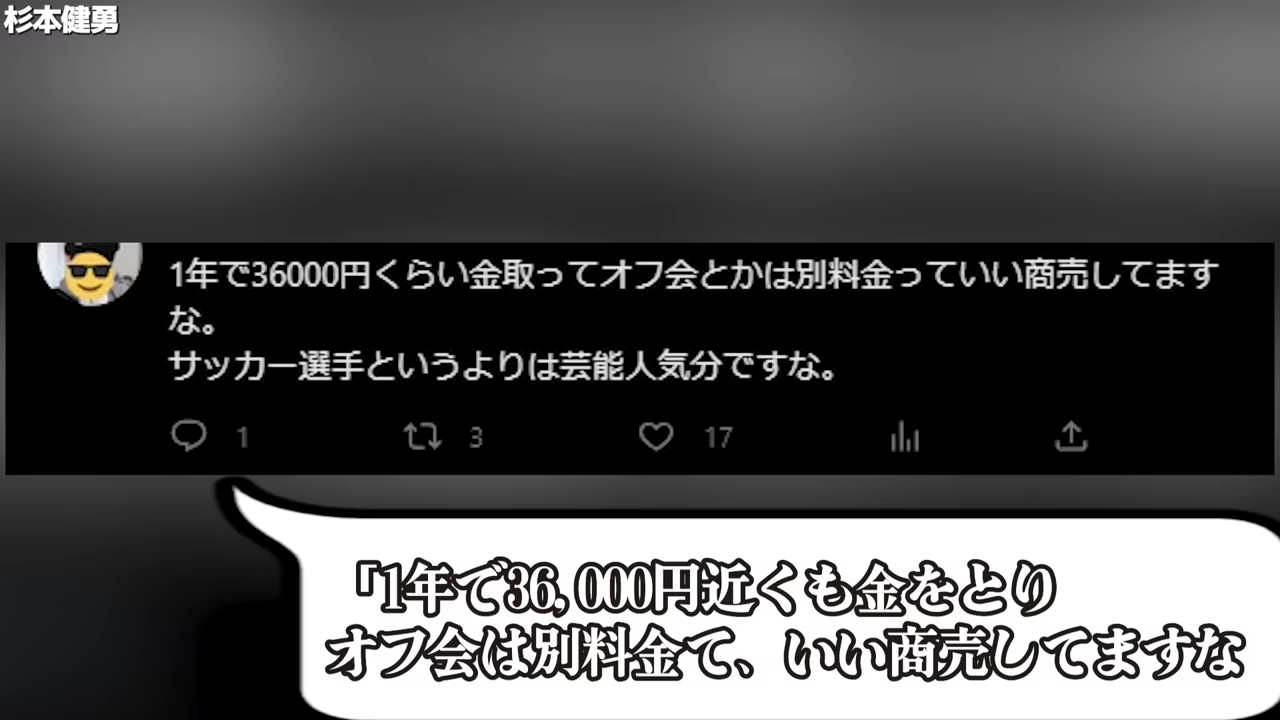 杉本健勇
1年で36000円くらい金取ってオフ会とかは別料金っていい商売してます
な。
サッカー選手というよりは芸能人気分ですな。
1 3 17
「1年で36,000円近くも金をとり
オフ会は別料金て、いい商売してますな